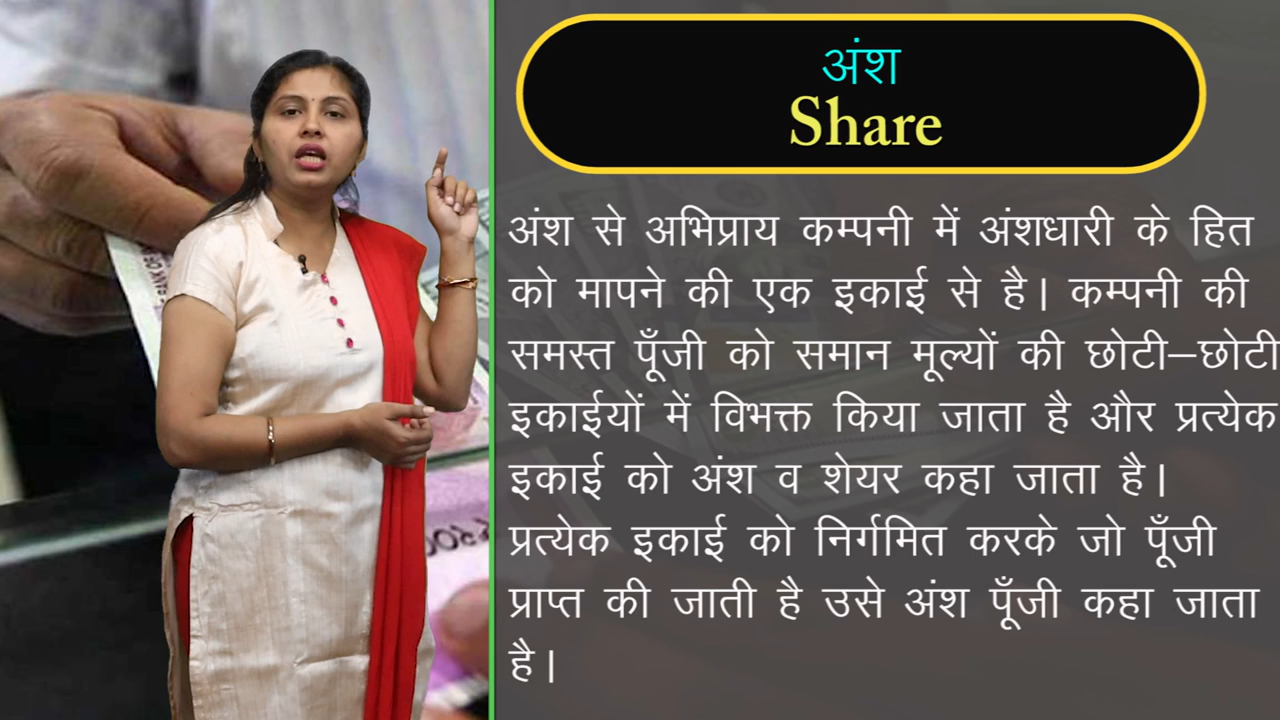 अंश
Share
अंश से अभिप्राय कम्पनी में अंशधारी के हित
को मापने की एक इकाई से है। कम्पनी की
समस्त पूँजी को समान मूल्यों की छोटी–छोटी
इकाईयों में विभक्त किया जाता है और प्रत्येक
इकाई को अंश व शेयर कहा जाता है।
प्रत्येक इकाई को निर्गमित करके जो पूँजी
प्राप्त की जाती है उसे अंश पूँजी कहा जाता
है।